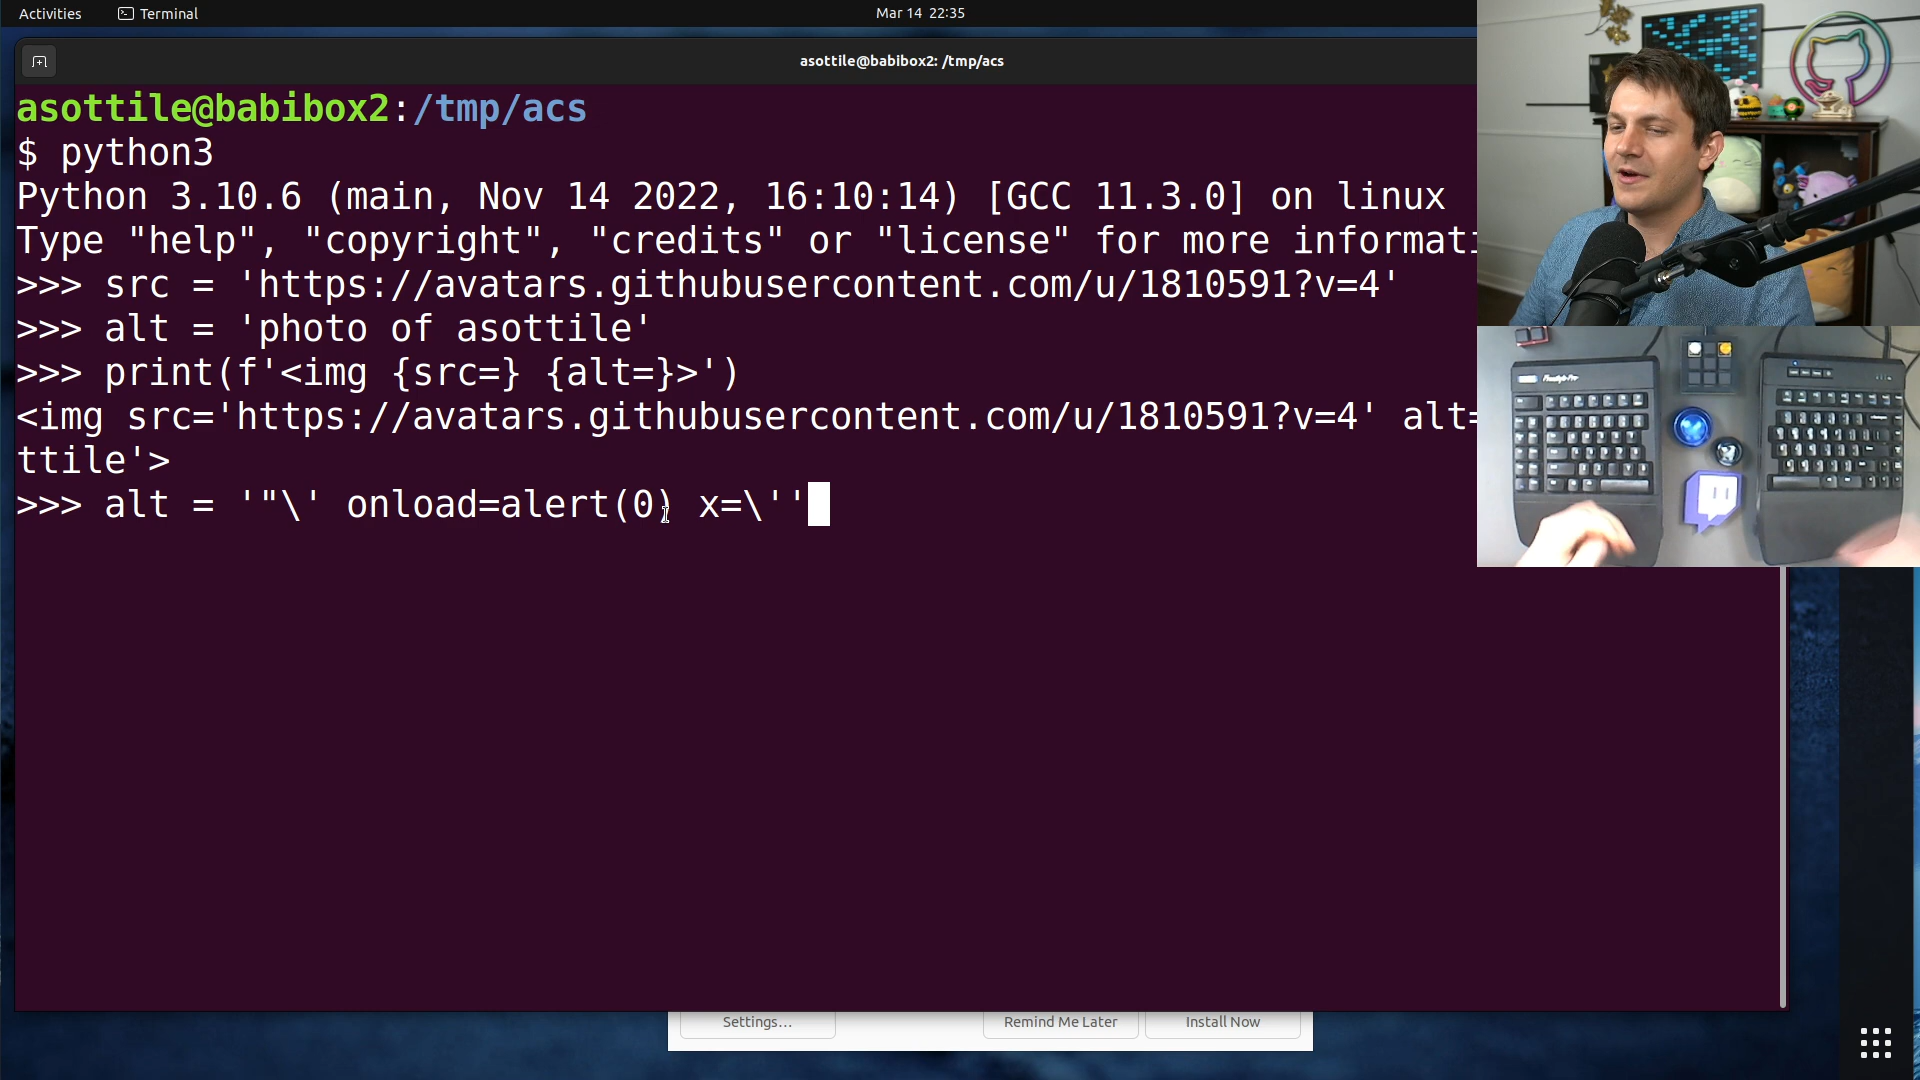 Activities
Terminal
Mar 14 22:35
asottile@babibox2: /tmp/acs
asottile@babibox2:/tmp/acs
$ python3
Python 3.10.6 (main, Nov 14 2022, 16:10:14) [GCC 11.3.0] on linux
Type "help", "copyright", "credits" or "license" for more informati
>>> src = 'https://avatars.githubusercontent.com/u/1810591?v=4'
>>> alt = 'photo of asottile'
>>> print(f'<img {src=} {alt=}>')
<img src='https://avatars.githubusercontent.com/u/1810591?v=4' alt=
ttile'>
>>> alt = '"\' onload=alert(0) x=\''
Settings...
Remind Me Later
Install Now